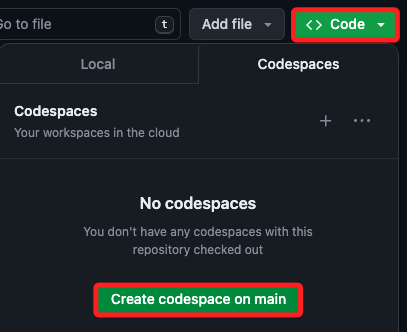 Go to file
t
Add file
<> Code
Local
Codespaces
Codespaces
Your workspaces in the cloud
No codespaces
You don't have any codespaces with this
repository checked out
Create codespace on main